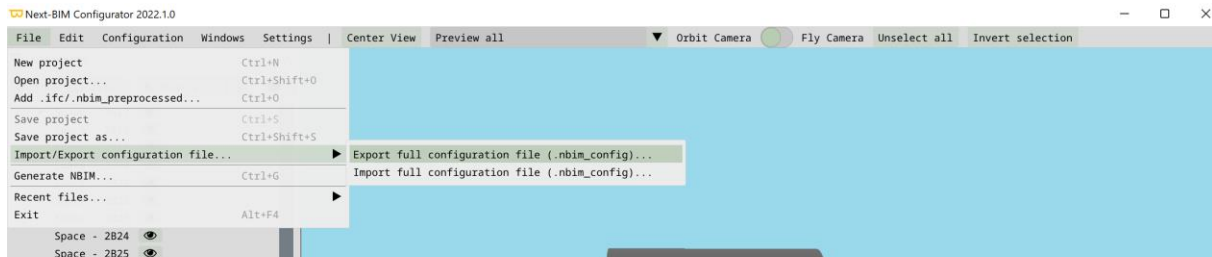 Next-BIM Configurator 2022.1.0
File Edit Configuration Windows Settings | Center View Preview all Orbit Camera Fly Camera Unselect all Invert selection
New project Ctrl+N
Open project... Ctrl+Shift+O
Add .ifc/.nbim_preprocessed... Ctrl+O
Save project Ctrl+S
Save project as... Ctrl+Shift+S
Import/Export configuration file... Export full configuration file (.nbim_config)...
Import full configuration file (.nbim_config)...
Generate NBIM... Ctrl+G
Recent files...
Exit Alt+F4
Space - 2B24
Space - 2B25